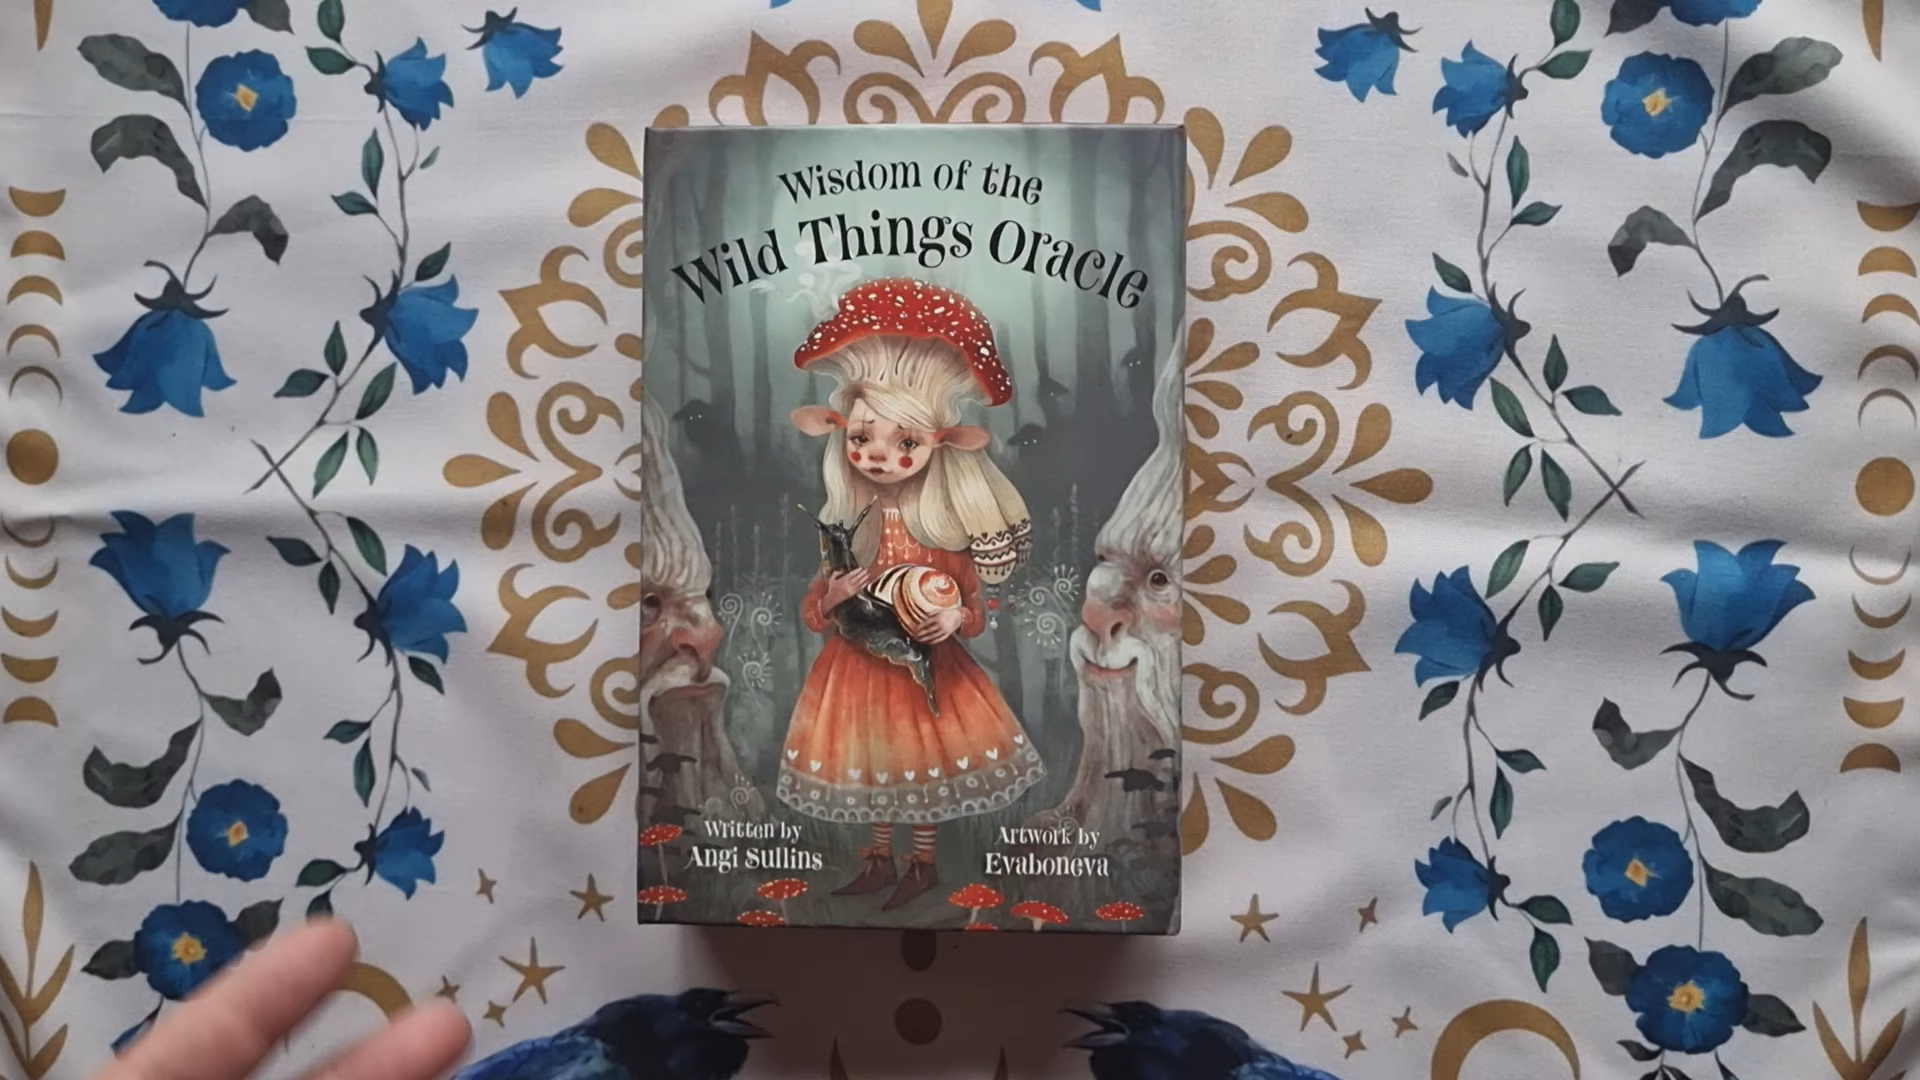 Wisdom of the
Wild Things Oracle
Written by
Angi Sullins
Artwork by
Evaboneva